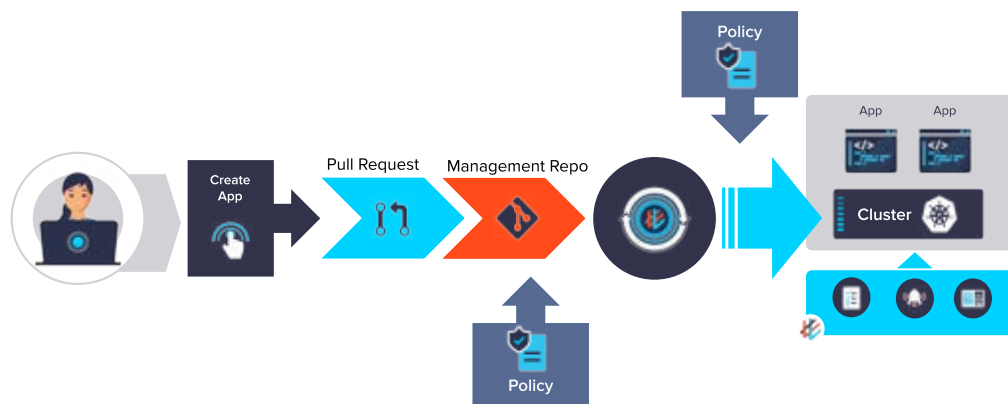 Policy
App
App
Create
App
Pull Request
Management Repo
Cluster
Policy